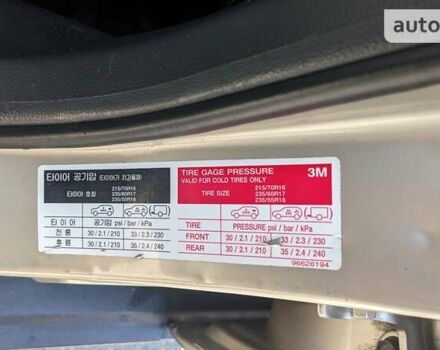 auto
타이어 공기압 (타이어가 차가울때)
타이어 호칭
215/70R16
235/60R17
235/55R18
타 이 어 공기압 psi / bar / kPa
전 륜 30 / 2.1 / 210 33 / 2.3 / 230
후 륜 30 / 2.1 / 210 35 / 2.4 / 240
TIRE GAGE PRESSURE 3M
VALID FOR COLD TIRES ONLY
TIRE SIZE
215/70R16
235/60R17
235/55R18
TIRE PRESSURE psi / bar / kPa
FRONT 30 / 2.1 / 210 33 / 2.3 / 230
REAR 30 / 2.1 / 210 35 / 2.4 / 240
96626194